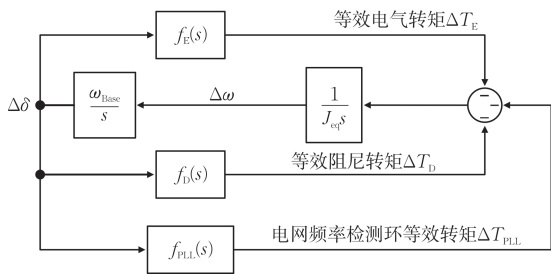 f_E(s)
等效电气转矩ΔT_E
Δδ
ω_Base
s
Δω
1
J_eq s
−
−
−
等效阻尼转矩ΔT_D
f_D(s)
电网频率检测环等效转矩ΔT_PLL
f_PLL(s)